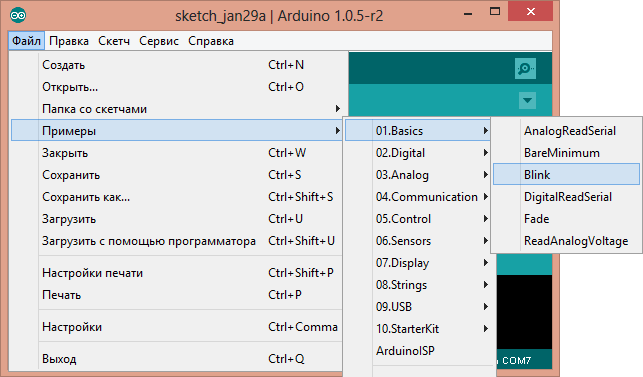 sketch_jan29a | Arduino 1.0.5-r2
Файл Правка Скетч Сервис Справка
Создать Ctrl+N
Открыть... Ctrl+O
Папка со скетчами
Примеры
Закрыть Ctrl+W
Сохранить Ctrl+S
Сохранить как... Ctrl+Shift+S
Загрузить Ctrl+U
Загрузить с помощью программатора Ctrl+Shift+U
Настройки печати Ctrl+Shift+P
Печать Ctrl+P
Настройки Ctrl+Comma
Выход Ctrl+Q
01.Basics
02.Digital
03.Analog
04.Communication
05.Control
06.Sensors
07.Display
08.Strings
09.USB
10.StarterKit
ArduinoISP
AnalogReadSerial
BareMinimum
Blink
DigitalReadSerial
Fade
ReadAnalogVoltage
COM7